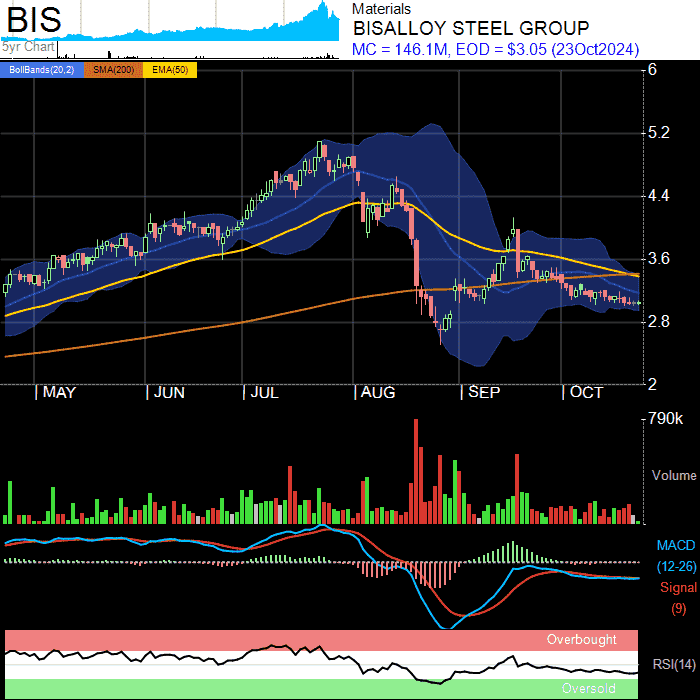 BIS
5yr Chart
Materials
BISALLOY STEEL GROUP
MC = 146.1M, EOD = $3.05 (23Oct2024)
BollBands(20,2) SMA(200) EMA(50)
6
5.2
4.4
3.6
2.8
2
MAY JUN JUL AUG SEP OCT
790k
Volume
MACD
(12-26)
Signal
(9)
Overbought
RSI(14)
Oversold